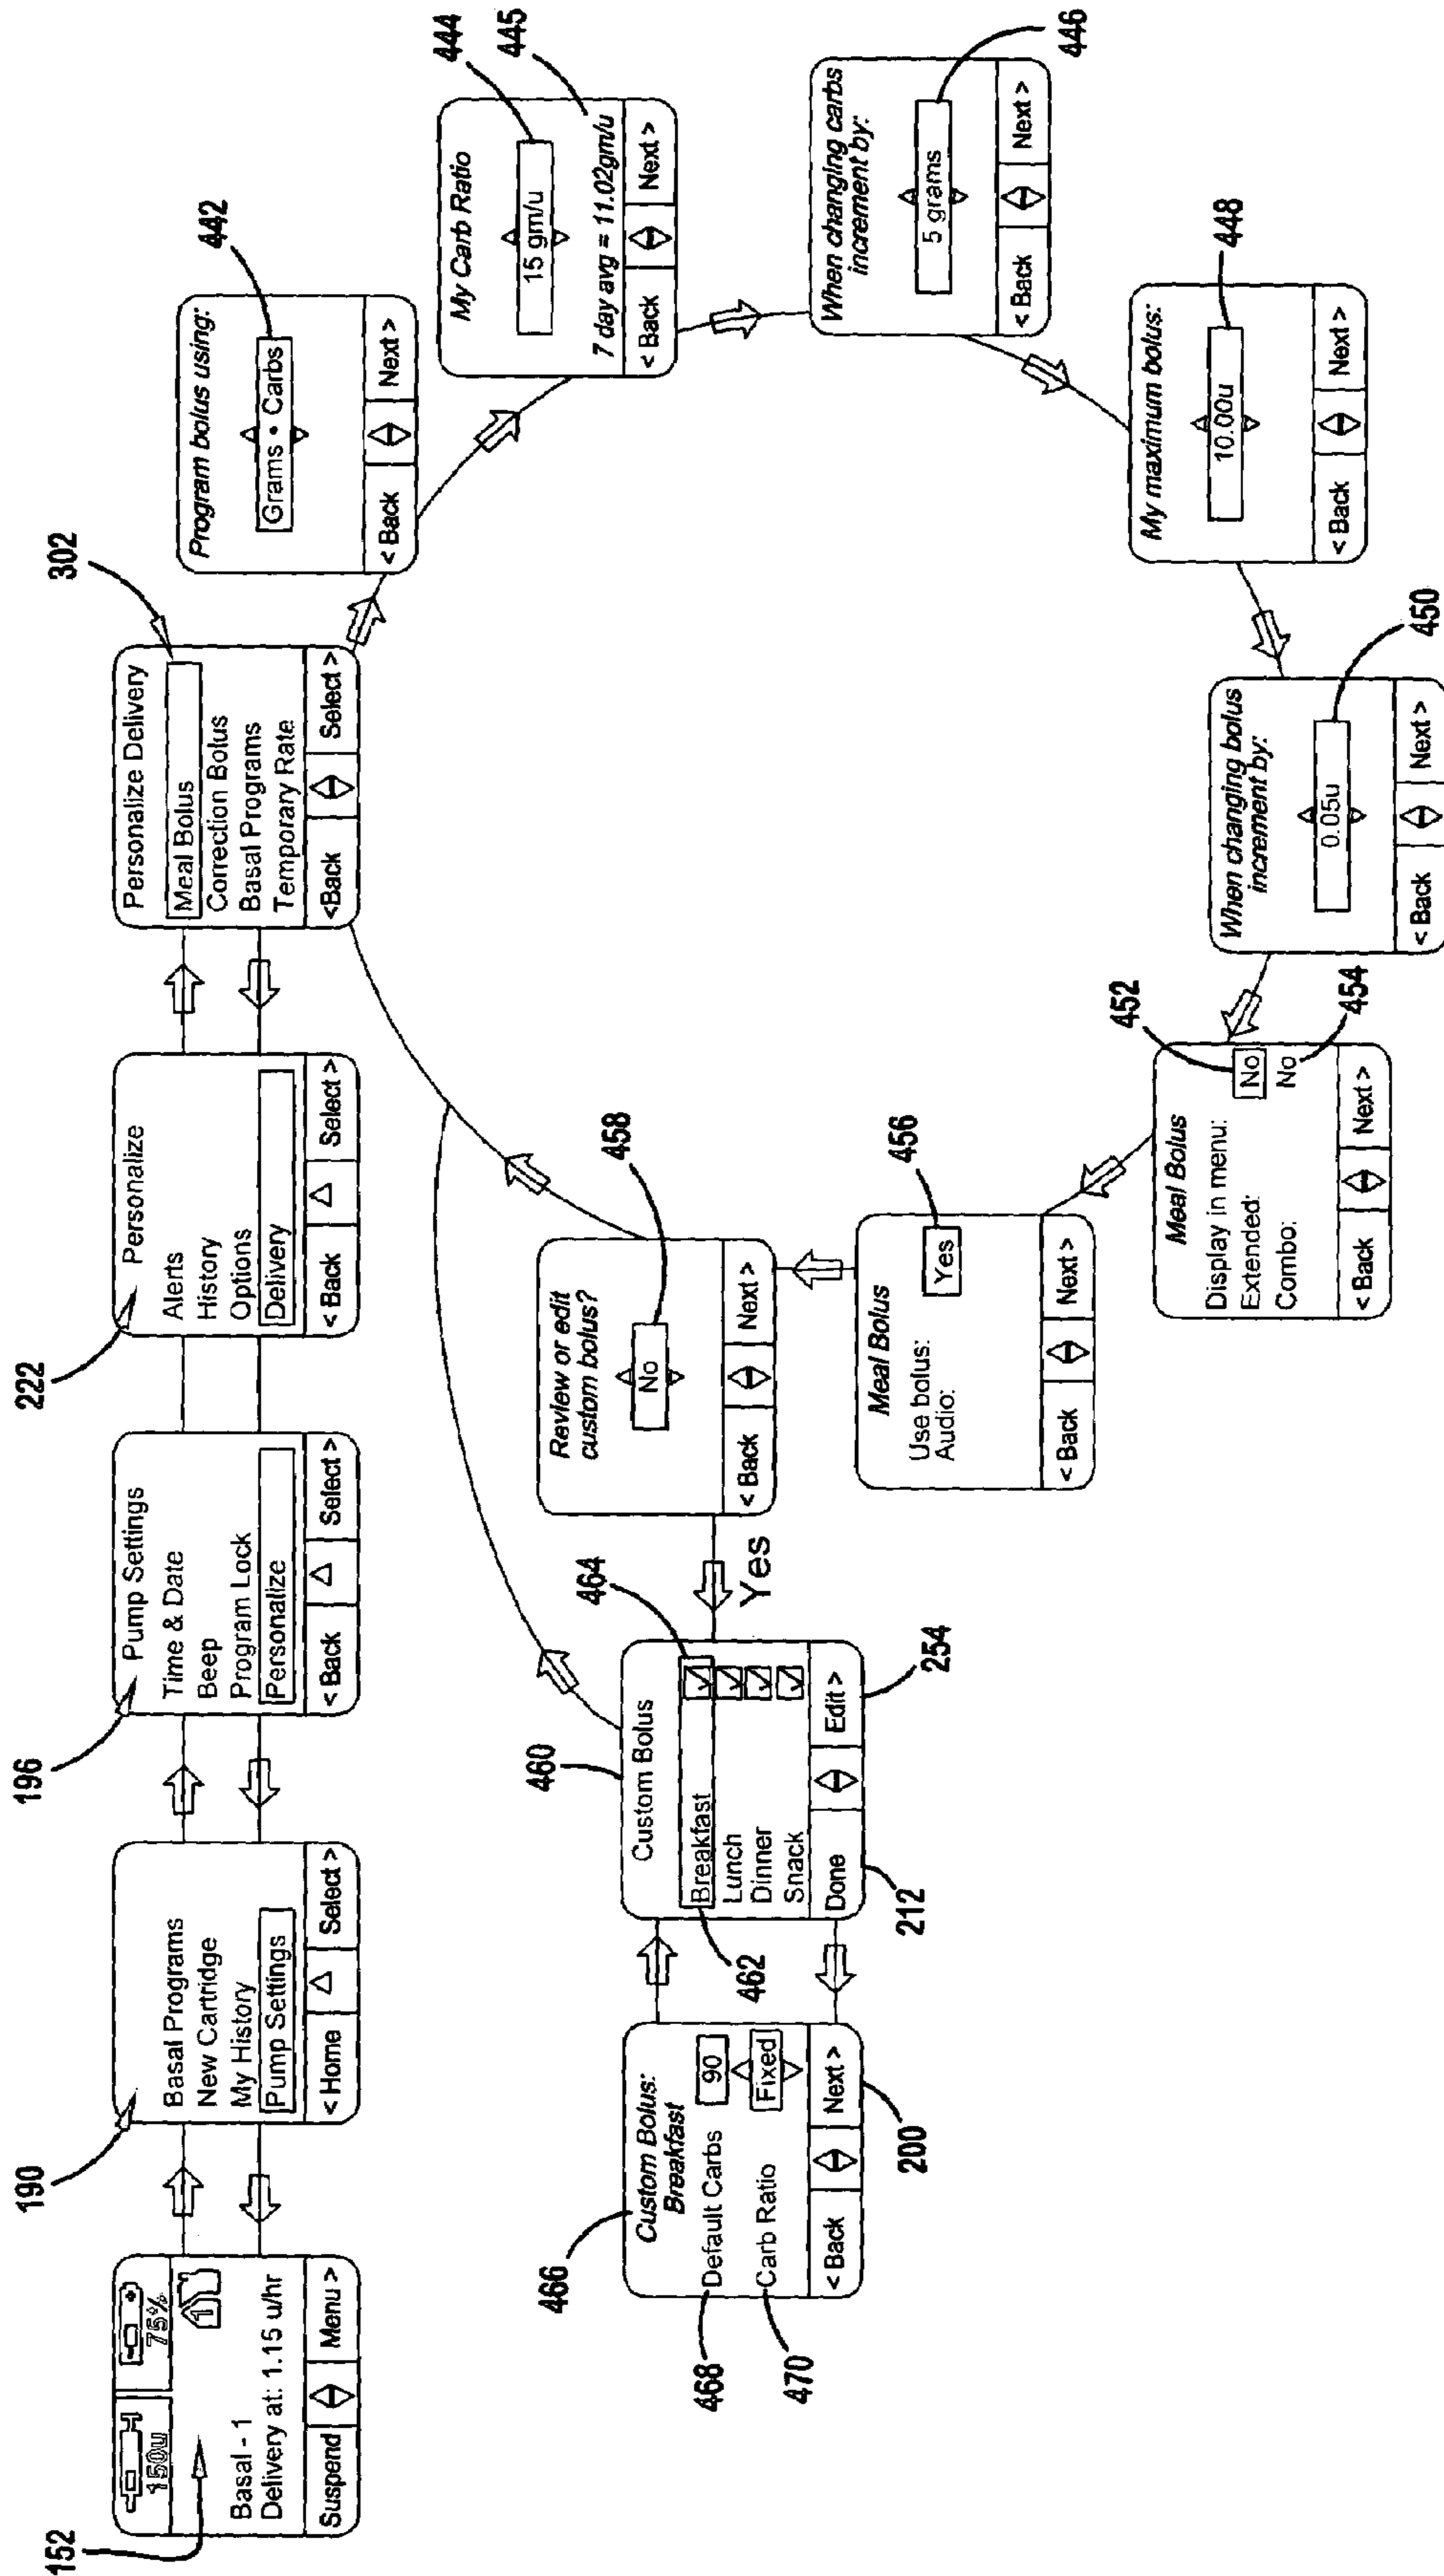 152
150u
75%
1
Basal - 1
Delivery at: 1.15 u/hr
Suspend
Menu >
190
Basal Programs
New Cartridge
My History
Pump Settings
< Home
Select >
196
Pump Settings
Time & Date
Beep
Program Lock
Personalize
< Back
Select >
222
Personalize
Alerts
History
Options
Delivery
< Back
Select >
302
Personalize Delivery
Meal Bolus
Correction Bolus
Basal Programs
Temporary Rate
<Back
Select >
442
Program bolus using:
Grams • Carbs
< Back
Next >
444
445
My Carb Ratio
15 gm/u
7 day avg = 11.02gm/u
< Back
Next >
When changing carbs
increment by:
5 grams
446
< Back
Next >
My maximum bolus:
10.00u
448
< Back
Next >
When changing bolus
increment by:
0.05u
450
< Back
Next >
452
454
Meal Bolus
Display in menu:
Extended:
No
Combo:
No
< Back
Next >
456
Meal Bolus
Use bolus:
Yes
Audio:
< Back
Next >
458
Review or edit
custom bolus?
No
< Back
Next >
Yes
460
464
Custom Bolus
Breakfast
Lunch
Dinner
Snack
Done
Edit >
462
212
254
466
Custom Bolus:
Breakfast
468
Default Carbs
90
470
Carb Ratio
Fixed
< Back
Next >
200